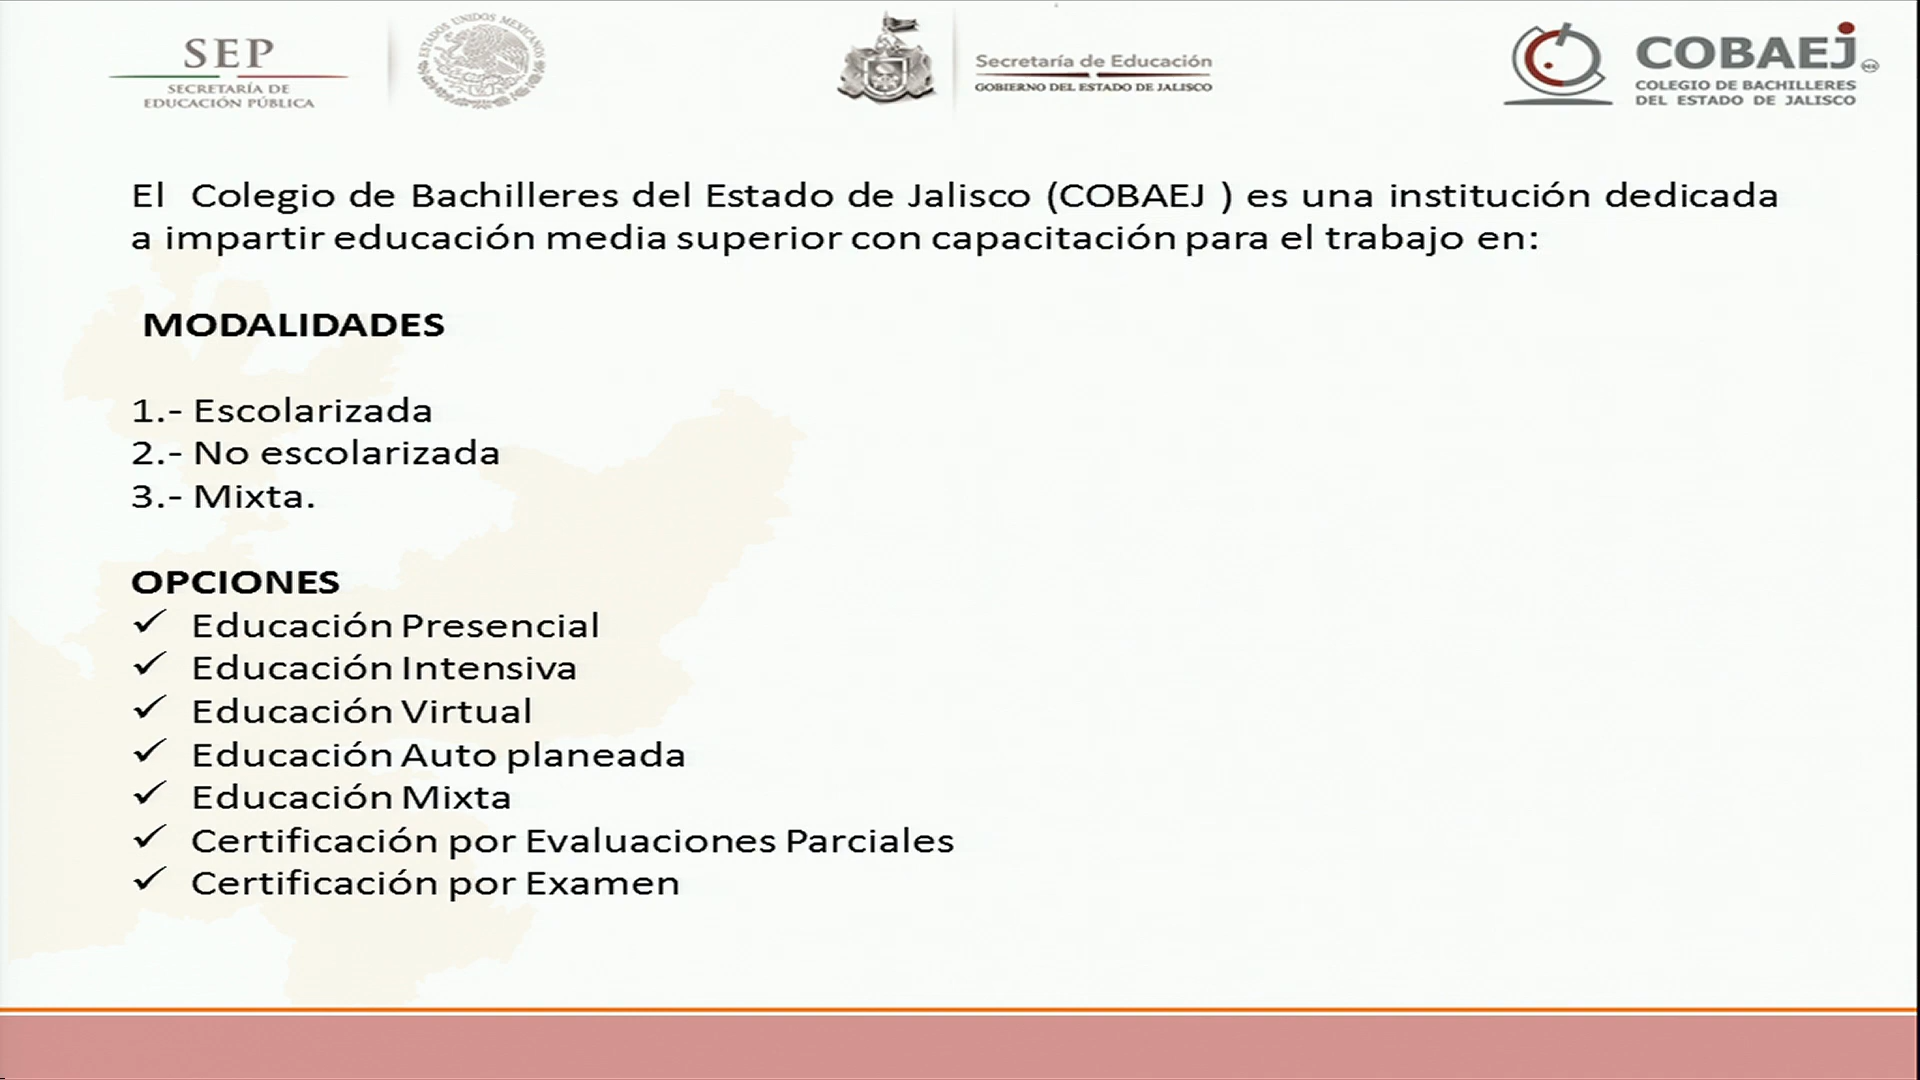 SEP
SECRETARÍA DE
EDUCACIÓN PÚBLICA
ESTADOS UNIDOS MEXICANOS
Secretaría de Educación
GOBIERNO DEL ESTADO DE JALISCO
COBAEJ
COLEGIO DE BACHILLERES
DEL ESTADO DE JALISCO
El Colegio de Bachilleres del Estado de Jalisco (COBAEJ ) es una institución dedicada
a impartir educación media superior con capacitación para el trabajo en:
MODALIDADES
1.- Escolarizada
2.- No escolarizada
3.- Mixta.
OPCIONES
✓ Educación Presencial
✓ Educación Intensiva
✓ Educación Virtual
✓ Educación Auto planeada
✓ Educación Mixta
✓ Certificación por Evaluaciones Parciales
✓ Certificación por Examen